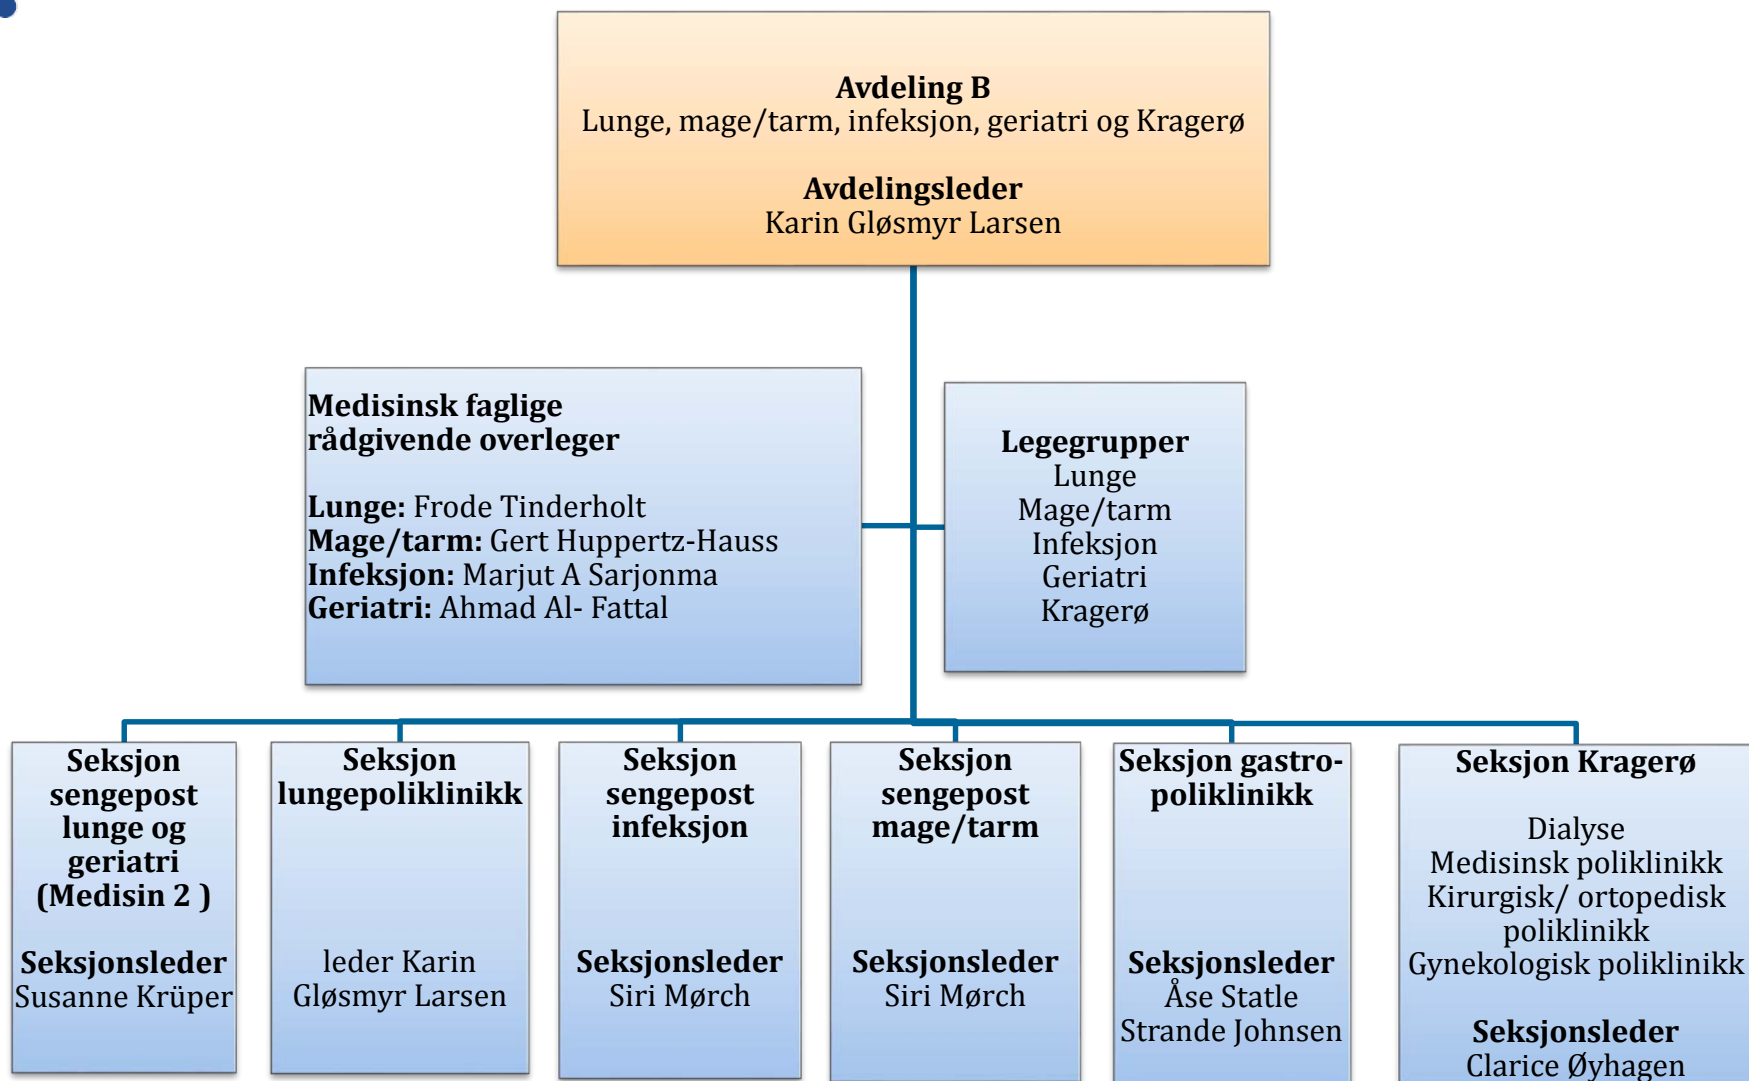 Avdeling B
Lunge, mage/tarm, infeksjon, geriatri og Kragerø
Avdelingsleder
Karin Gløsmyr Larsen
Medisinsk faglige
rådgivende overleger
Lunge: Frode Tinderholt
Mage/tarm: Gert Huppertz-Hauss
Infeksjon: Marjut A Sarjonma
Geriatri: Ahmad Al- Fattal
Legegrupper
Lunge
Mage/tarm
Infeksjon
Geriatri
Kragerø
Seksjon
sengepost
lunge og
geriatri
(Medisin 2 )
Seksjonsleder
Susanne Krüper
Seksjon
lungepoliklinikk
leder Karin
Gløsmyr Larsen
Seksjon
sengepost
infeksjon
Seksjonsleder
Siri Mørch
Seksjon
sengepost
mage/tarm
Seksjonsleder
Siri Mørch
Seksjon gastro-
poliklinikk
Seksjonsleder
Åse Statle
Strande Johnsen
Seksjon Kragerø
Dialyse
Medisinsk poliklinikk
Kirurgisk/ ortopedisk
poliklinikk
Gynekologisk poliklinikk
Seksjonsleder
Clarice Øyhagen